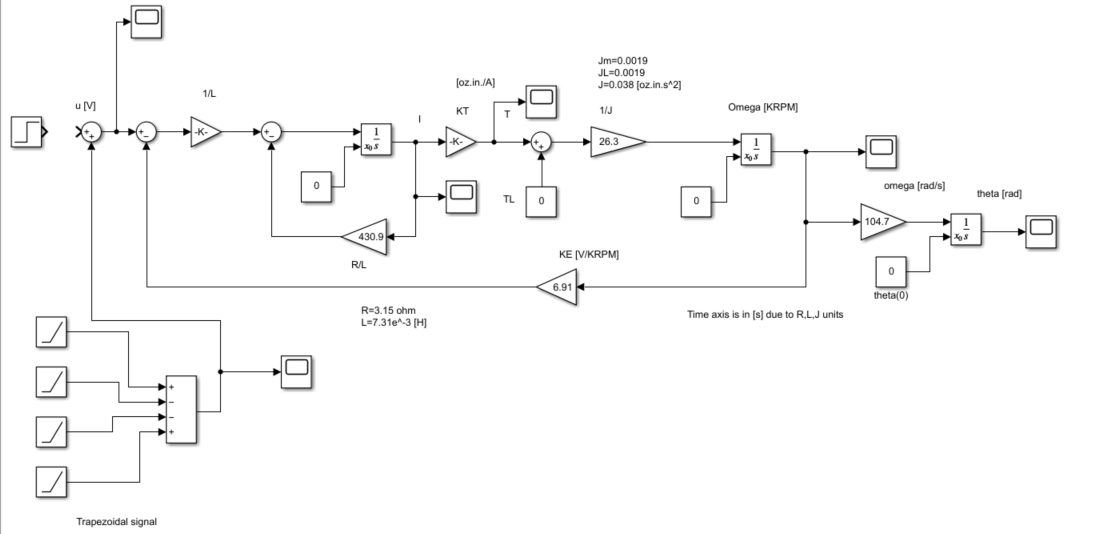 Jm=0.0019
JL=0.0019
J=0.038 [oz.in.s^2]
[oz.in./A]
1/L
u [V]
KT
T
1/J
Omega [KRPM]
I
+
+
+
−
-K-
+
−
1
s
x0
-K-
+
+
26.3
1
s
x0
0
TL
0
0
omega [rad/s]
theta [rad]
104.7
1
s
x0
430.9
R/L
KE [V/KRPM]
6.91
0
theta(0)
R=3.15 ohm
L=7.31e^-3 [H]
Time axis is in [s] due to R,L,J units
+
−
−
+
Trapezoidal signal